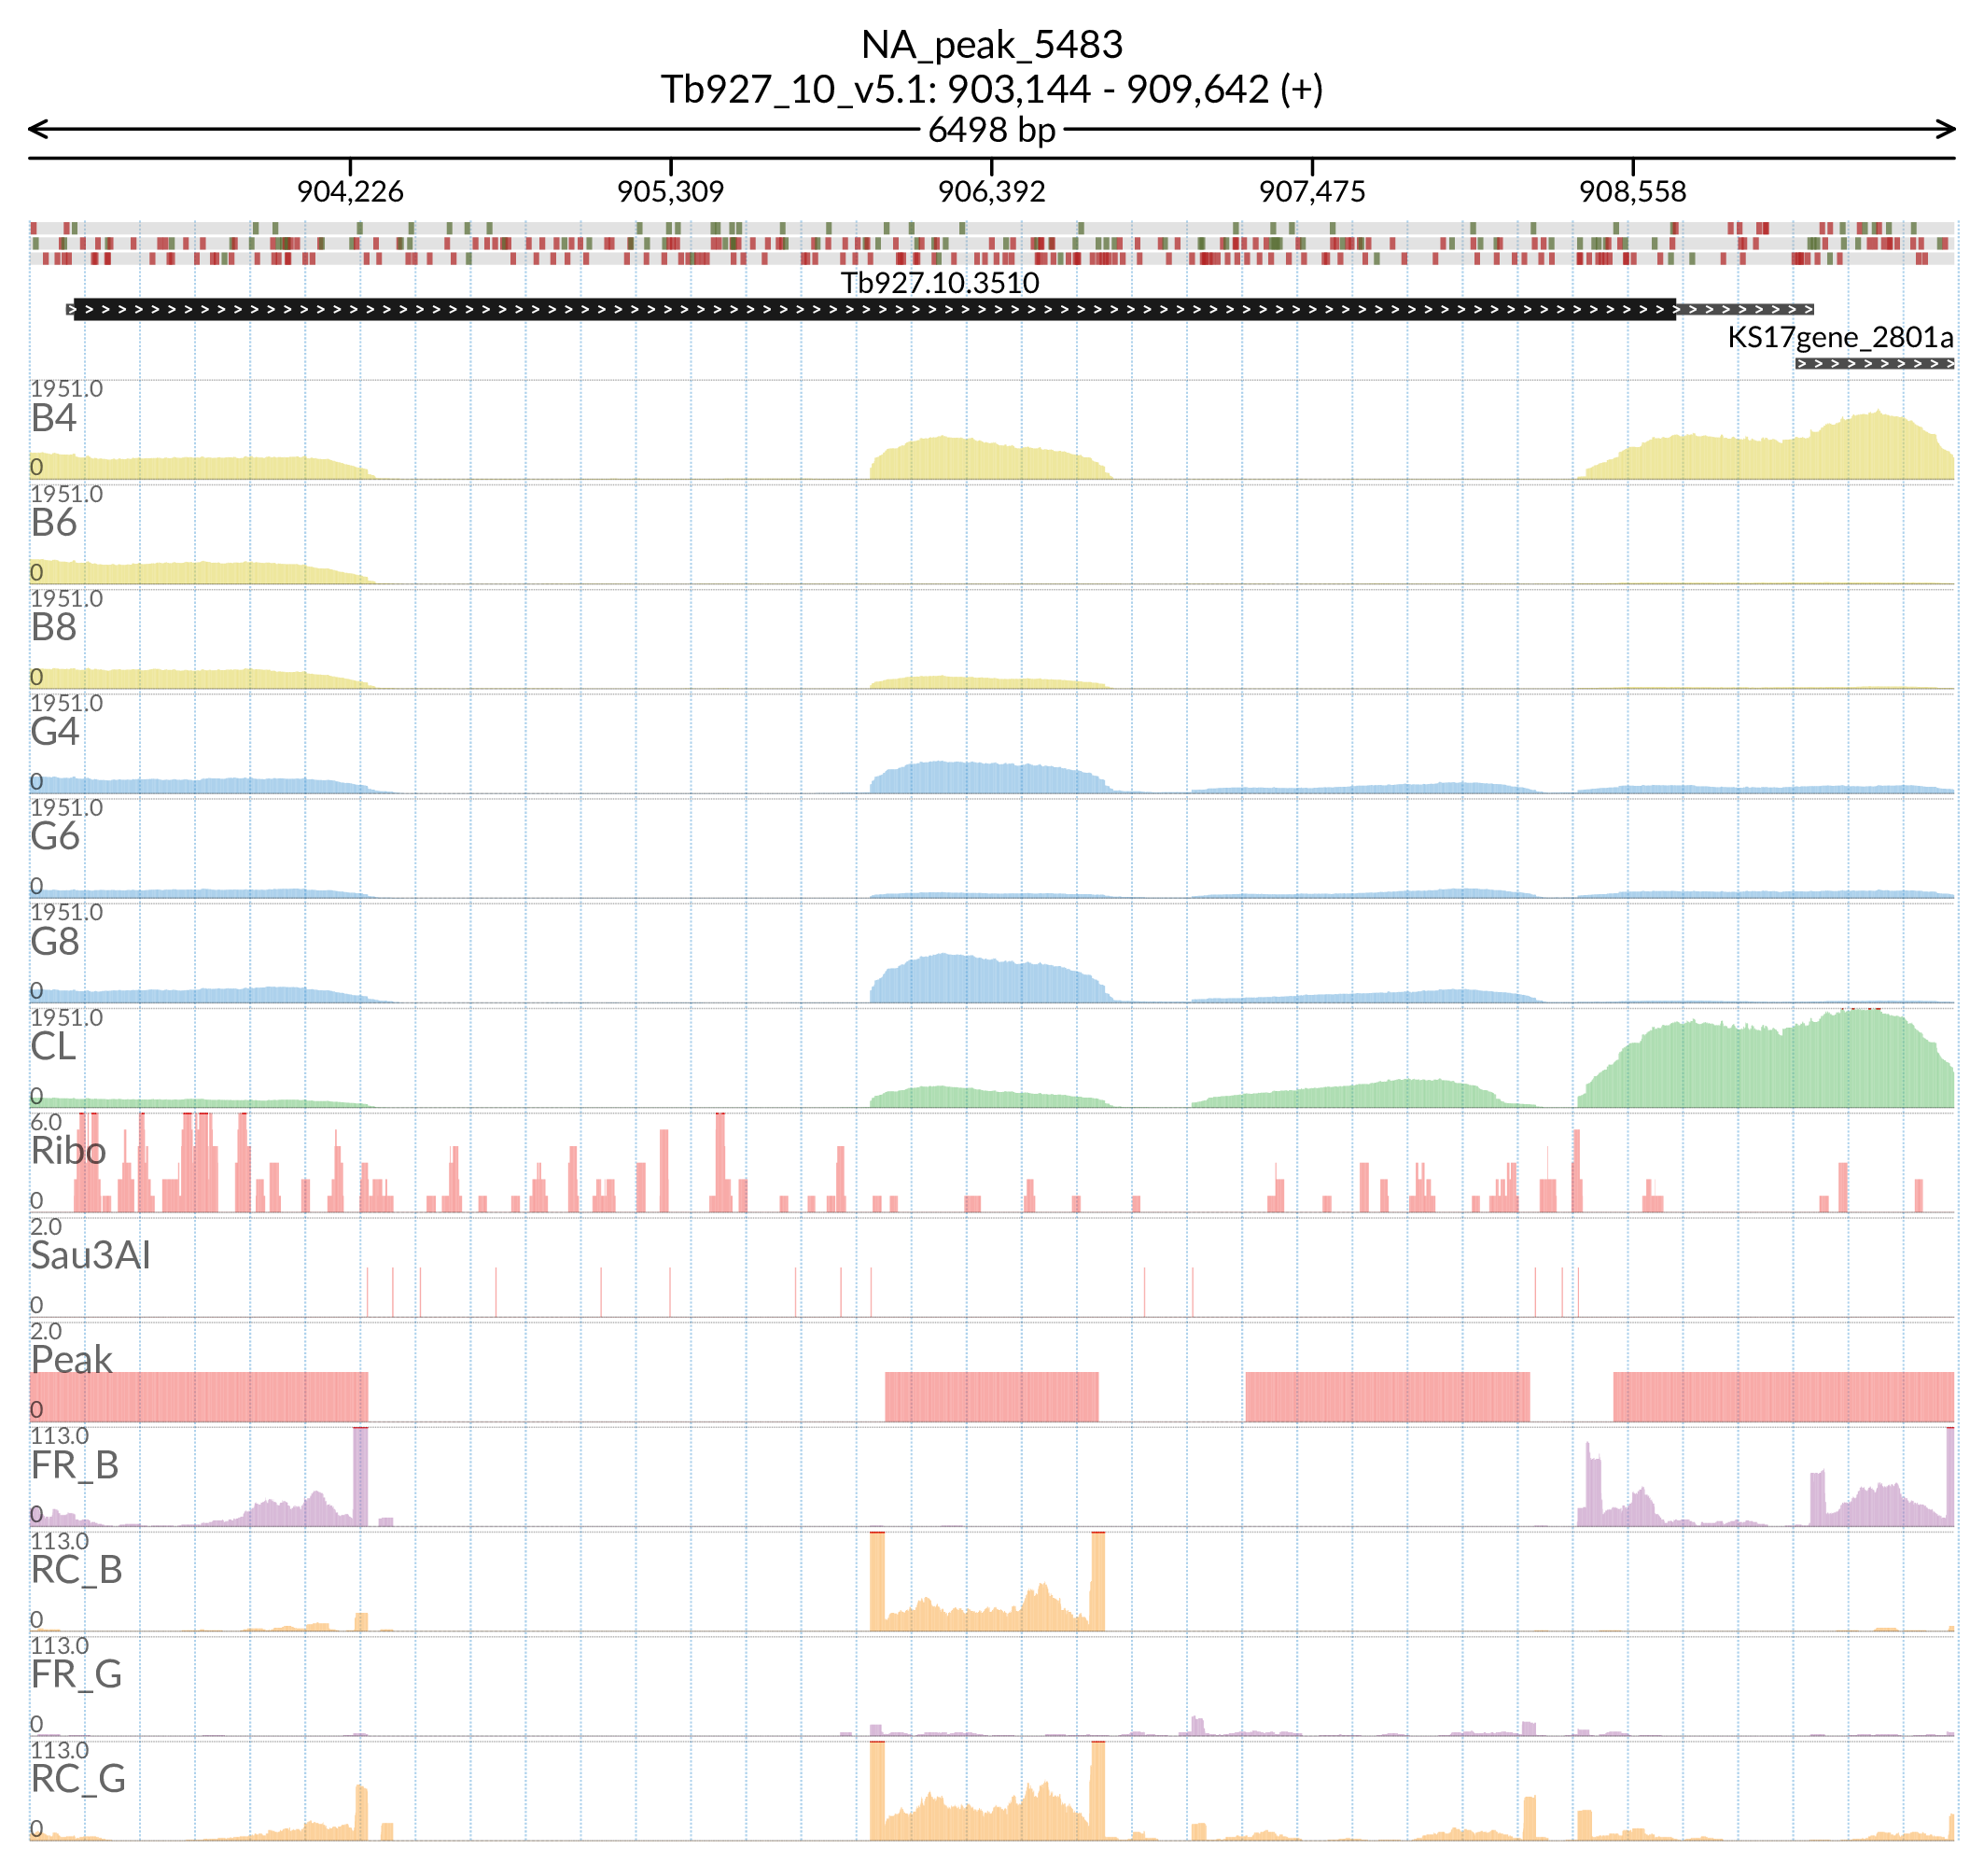 NA_peak_5483
Tb927_10_v5.1: 903,144 - 909,642 (+)
6498 bp
904,226 905,309 906,392 907,475 908,558
Tb927.10.3510
KS17gene_2801a
1951.0
B4
0
1951.0
B6
0
1951.0
B8
0
1951.0
G4
0
1951.0
G6
0
1951.0
G8
0
1951.0
CL
0
6.0
Ribo
0
2.0
Sau3AI
0
2.0
Peak
0
113.0
FR_B
0
113.0
RC_B
0
113.0
FR_G
0
113.0
RC_G
0